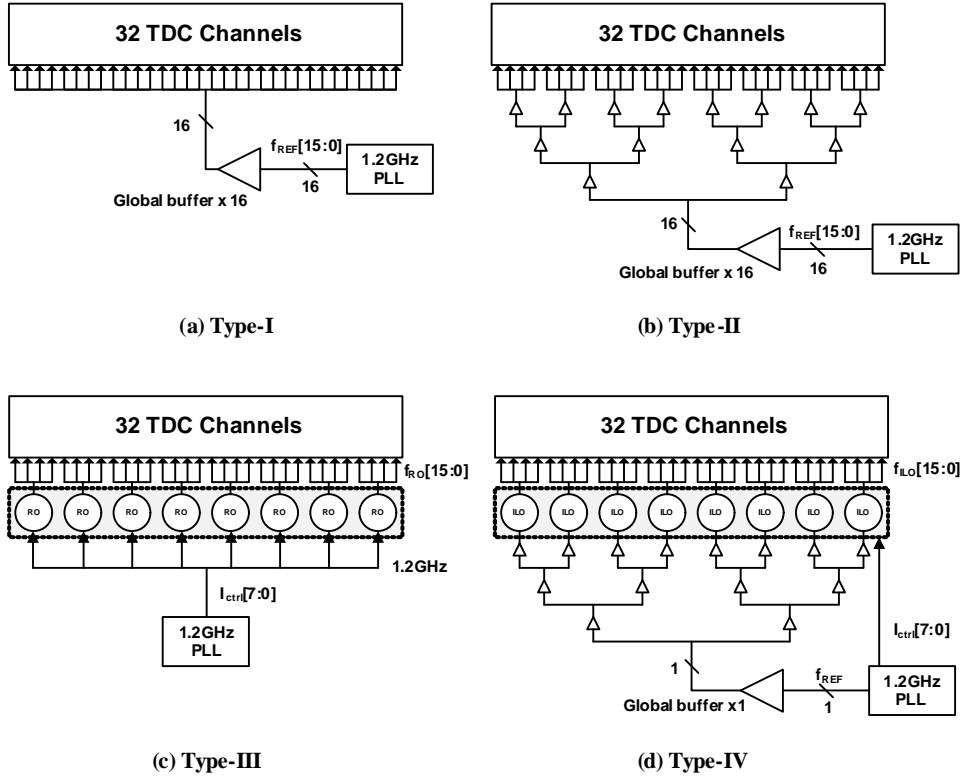 32 TDC Channels
16
f_REF[15:0]
16
1.2GHz
PLL
Global buffer x 16
(a) Type-I
32 TDC Channels
16
f_REF[15:0]
16
1.2GHz
PLL
Global buffer x 16
(b) Type-II
32 TDC Channels
f_RO[15:0]
RO RO RO RO RO RO RO RO
1.2GHz
I_ctrl[7:0]
1.2GHz
PLL
(c) Type-III
32 TDC Channels
f_ILO[15:0]
ILO ILO ILO ILO ILO ILO ILO ILO
I_ctrl[7:0]
1
f_REF
1
1.2GHz
PLL
Global buffer x1
(d) Type-IV